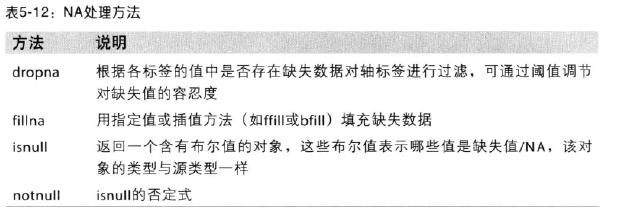 表5-12：NA处理方法
方法 说明
dropna 根据各标签的值中是否存在缺失数据对轴标签进行过滤，可通过阈值调节
对缺失值的容忍度
fillna 用指定值或插值方法（如ffill或bfill）填充缺失数据
isnull 返回一个含有布尔值的对象，这些布尔值表示哪些值是缺失值/NA，该对
象的类型与源类型一样
notnull isnull的否定式